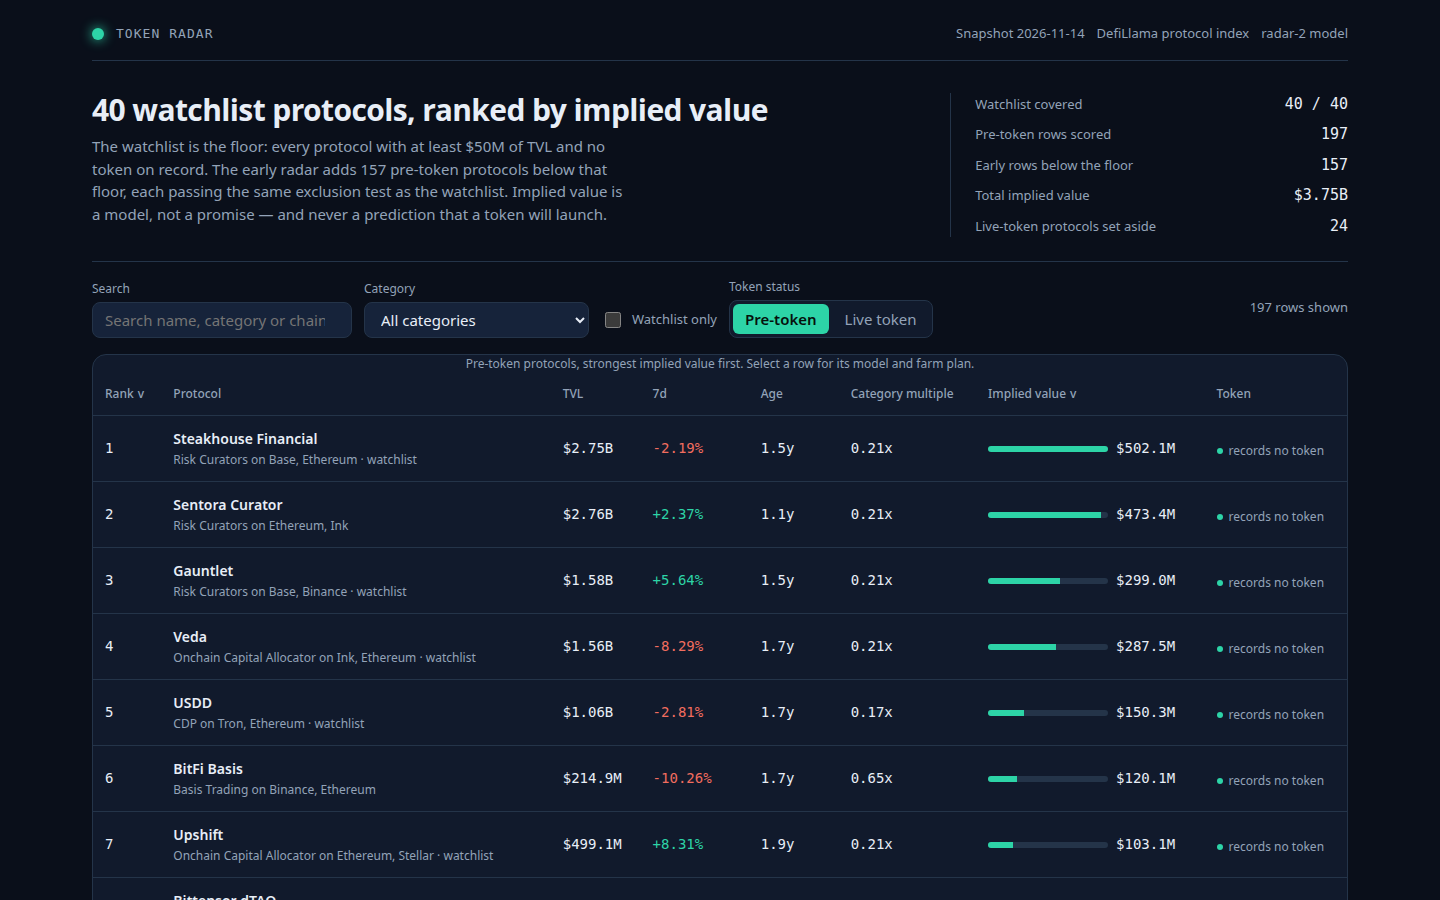 TOKEN RADAR
Snapshot 2026-11-14 DefiLlama protocol index radar-2 model
40 watchlist protocols, ranked by implied value
The watchlist is the floor: every protocol with at least $50M of TVL and no
token on record. The early radar adds 157 pre-token protocols below that
floor, each passing the same exclusion test as the watchlist. Implied value is
a model, not a promise — and never a prediction that a token will launch.
Watchlist covered 40 / 40
Pre-token rows scored 197
Early rows below the floor 157
Total implied value $3.75B
Live-token protocols set aside 24
Search
Search name, category or chain
Category
All categories
Watchlist only
Token status
Pre-token Live token
197 rows shown
Pre-token protocols, strongest implied value first. Select a row for its model and farm plan.
Rank v Protocol TVL 7d Age Category multiple Implied value v Token
1 Steakhouse Financial $2.75B -2.19% 1.5y 0.21x $502.1M records no token
Risk Curators on Base, Ethereum · watchlist
2 Sentora Curator $2.76B +2.37% 1.1y 0.21x $473.4M records no token
Risk Curators on Ethereum, Ink
3 Gauntlet $1.58B +5.64% 1.5y 0.21x $299.0M records no token
Risk Curators on Base, Binance · watchlist
4 Veda $1.56B -8.29% 1.7y 0.21x $287.5M records no token
Onchain Capital Allocator on Ink, Ethereum · watchlist
5 USDD $1.06B -2.81% 1.7y 0.17x $150.3M records no token
CDP on Tron, Ethereum · watchlist
6 BitFi Basis $214.9M -10.26% 1.7y 0.65x $120.1M records no token
Basis Trading on Binance, Ethereum
7 Upshift $499.1M +8.31% 1.9y 0.21x $103.1M records no token
Onchain Capital Allocator on Ethereum, Stellar · watchlist
Bittensor dTAO